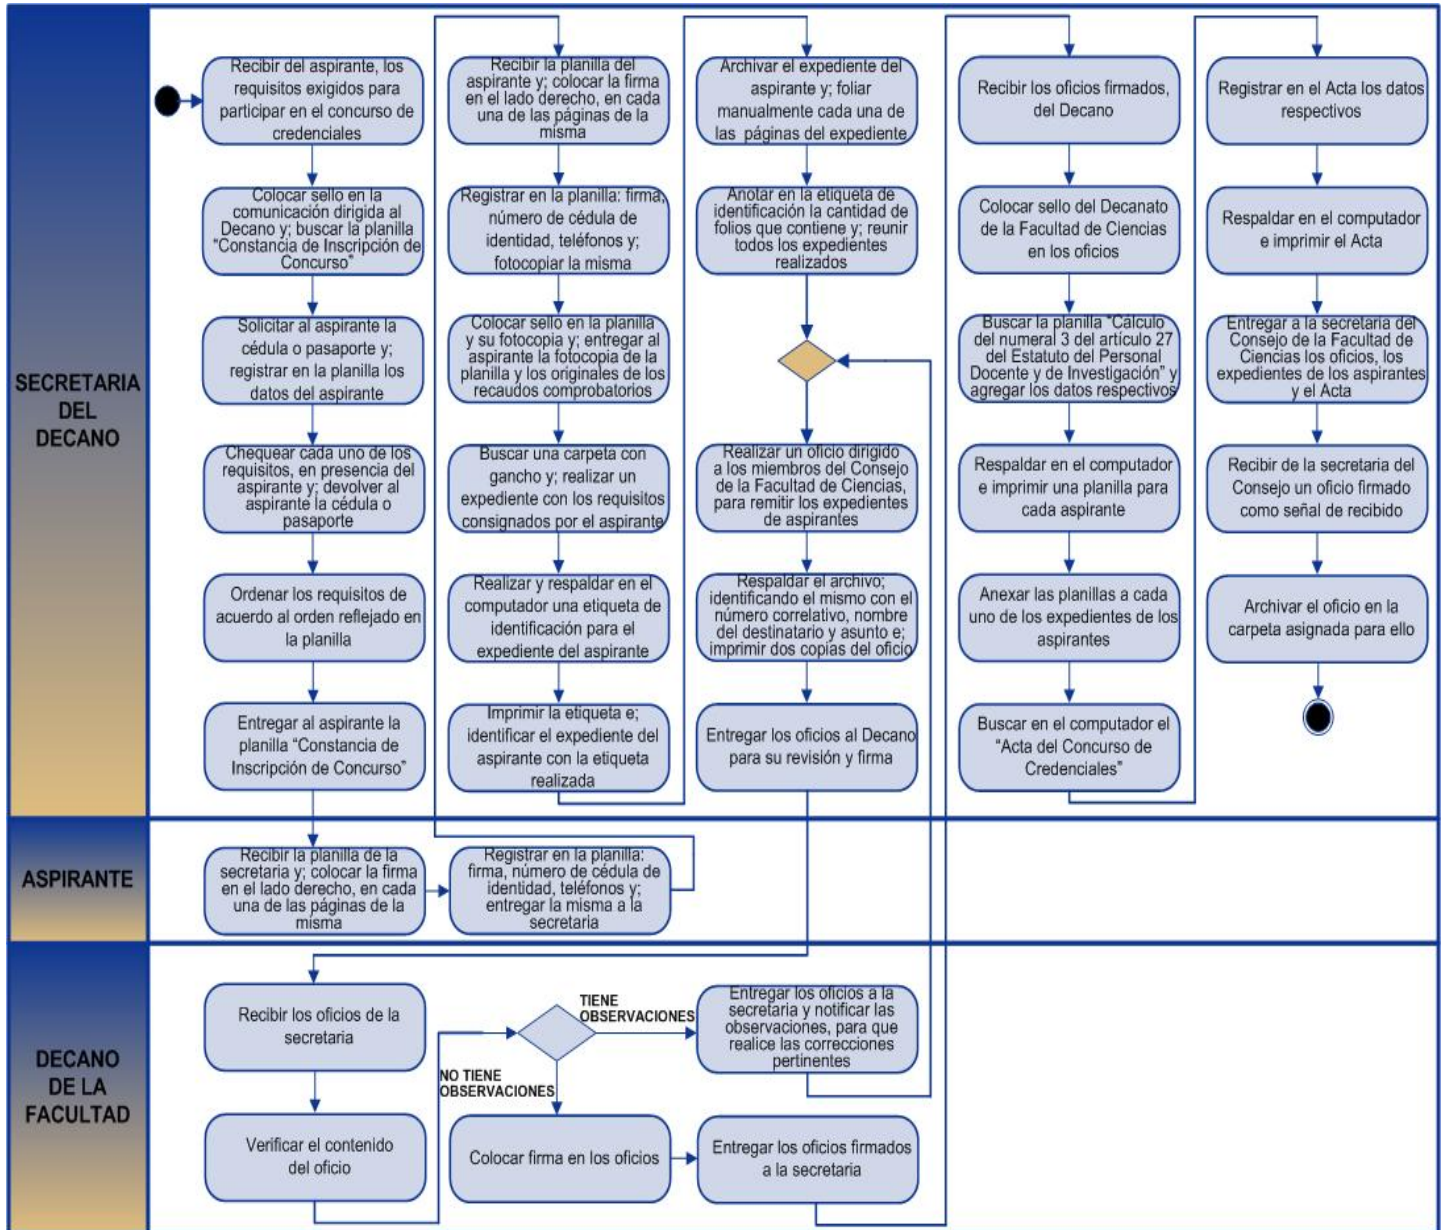 SECRETARIA
DEL
DECANO
Recibir del aspirante, los
requisitos exigidos para
participar en el concurso de
credenciales
Colocar sello en la
comunicación dirigida al
Decano y; buscar la planilla
“Constancia de Inscripción de
Concurso”
Solicitar al aspirante la
cédula o pasaporte y;
registrar en la planilla los
datos del aspirante
Chequear cada uno de los
requisitos, en presencia del
aspirante y; devolver al
aspirante la cédula o
pasaporte
Ordenar los requisitos de
acuerdo al orden reflejado en
la planilla
Entregar al aspirante la
planilla “Constancia de
Inscripción de Concurso”
Recibir la planilla del
aspirante y; colocar la firma
en el lado derecho, en cada
una de las páginas de la
misma
Registrar en la planilla: firma,
número de cédula de
identidad, teléfonos y;
fotocopiar la misma
Colocar sello en la planilla
y su fotocopia y; entregar al
aspirante la fotocopia de la
planilla y los originales de los
recaudos comprobatorios
Buscar una carpeta con
gancho y; realizar un
expediente con los requisitos
consignados por el aspirante
Realizar y respaldar en el
computador una etiqueta de
identificación para el
expediente del aspirante
Imprimir la etiqueta e;
identificar el expediente del
aspirante con la etiqueta
realizada
Archivar el expediente del
aspirante y; foliar
manualmente cada una de
las páginas del expediente
Anotar en la etiqueta de
identificación la cantidad de
folios que contiene y; reunir
todos los expedientes
realizados
Realizar un oficio dirigido
a los miembros del Consejo
de la Facultad de Ciencias,
para remitir los expedientes
de aspirantes
Respaldar el archivo;
identificando el mismo con el
número correlativo, nombre
del destinatario y asunto e;
imprimir dos copias del oficio
Entregar los oficios al Decano
para su revisión y firma
Recibir los oficios firmados,
del Decano
Colocar sello del Decanato
de la Facultad de Ciencias
en los oficios
Buscar la planilla “Cálculo
del numeral 3 del artículo 27
del Estatuto del Personal
Docente y de Investigación” y
agregar los datos respectivos
Respaldar en el computador
e imprimir una planilla para
cada aspirante
Anexar las planillas a cada
uno de los expedientes de los
aspirantes
Buscar en el computador el
“Acta del Concurso de
Credenciales”
Registrar en el Acta los datos
respectivos
Respaldar en el computador
e imprimir el Acta
Entregar a la secretaria del
Consejo de la Facultad de
Ciencias los oficios, los
expedientes de los aspirantes
y el Acta
Recibir de la secretaria del
Consejo un oficio firmado
como señal de recibido
Archivar el oficio en la
carpeta asignada para ello
ASPIRANTE
Recibir la planilla de la
secretaria y; colocar la firma
en el lado derecho, en cada
una de las páginas de la
misma
Registrar en la planilla:
firma, número de cédula de
identidad, teléfonos y;
entregar la misma a la
secretaria
DECANO
DE LA
FACULTAD
Recibir los oficios de la
secretaria
Verificar el contenido
del oficio
TIENE
OBSERVACIONES
NO TIENE
OBSERVACIONES
Entregar los oficios a la
secretaria y notificar las
observaciones, para que
realice las correcciones
pertinentes
Colocar firma en los oficios
Entregar los oficios firmados
a la secretaria